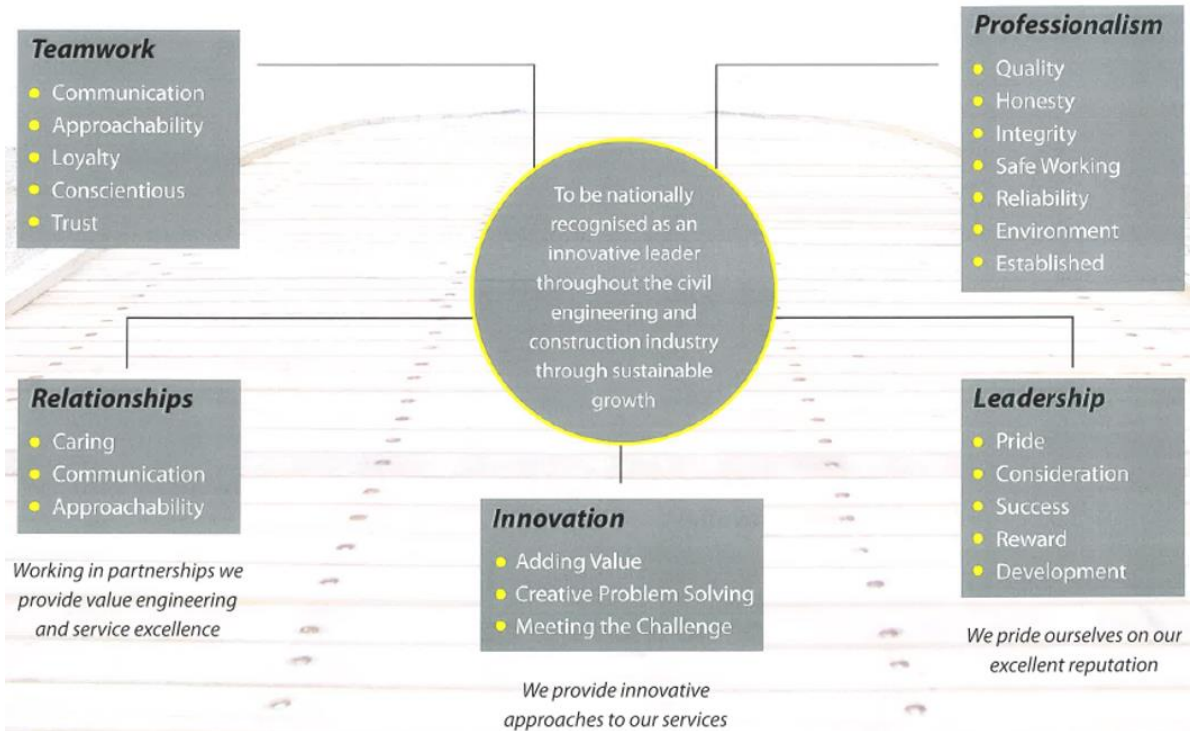 Teamwork
Communication
Approachability
Loyalty
Conscientious
Trust
Professionalism
Quality
Honesty
Integrity
Safe Working
Reliability
Environment
Established
To be nationally
recognised as an
innovative leader
throughout the civil
engineering and
construction industry
through sustainable
growth
Relationships
Caring
Communication
Approachability
Working in partnerships we
provide value engineering
and service excellence
Innovation
Adding Value
Creative Problem Solving
Meeting the Challenge
We provide innovative
approaches to our services
Leadership
Pride
Consideration
Success
Reward
Development
We pride ourselves on our
excellent reputation